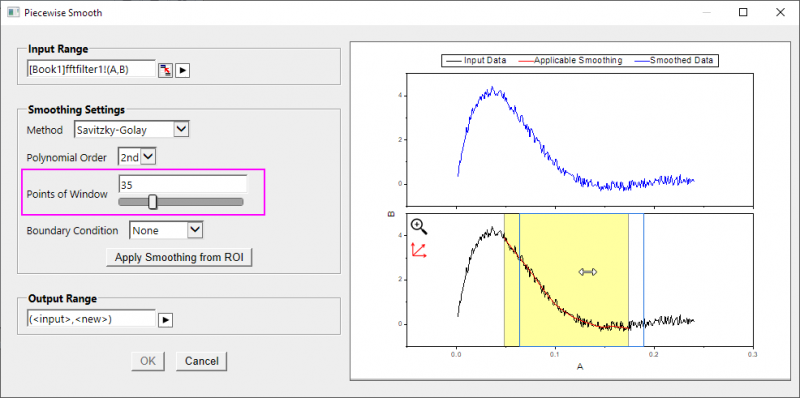 Piecewise Smooth
Input Range
[Book1]fftfilter1!(A,B)
Smoothing Settings
Method Savitzky-Golay
Polynomial Order 2nd
Points of Window 35
Boundary Condition None
Apply Smoothing from ROI
Output Range
(<input>,<new>)
OK Cancel
Input Data Applicable Smoothing Smoothed Data
4
2
0
B
4
2
0
0.0 0.1 0.2 0.3
A